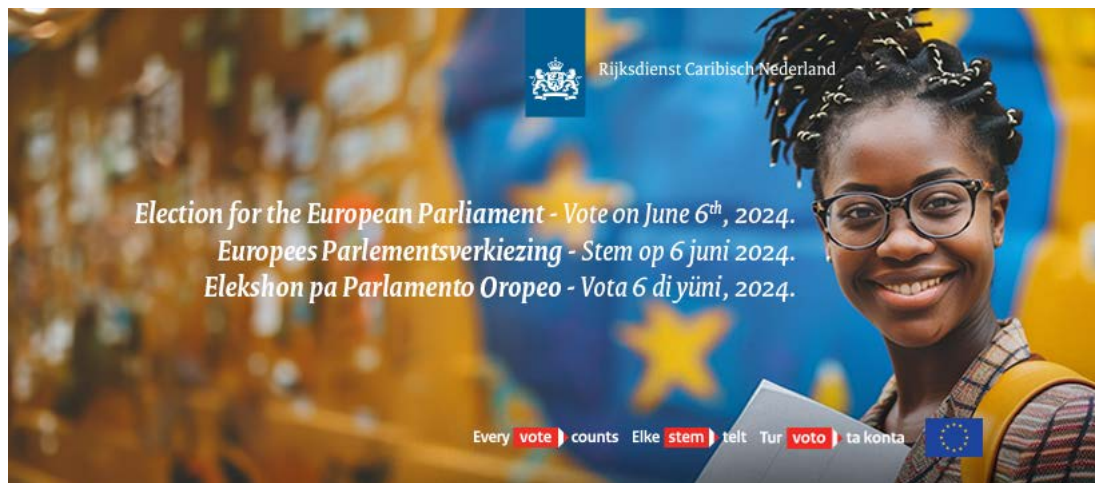 Rijksdienst Caribisch Nederland
Election for the European Parliament - Vote on June 6th, 2024.
Europees Parlementsverkiezing - Stem op 6 juni 2024.
Elekshon pa Parlamento Oropeo - Vota 6 di yüni, 2024.
Every vote counts Elke stem telt Tur voto ta konta